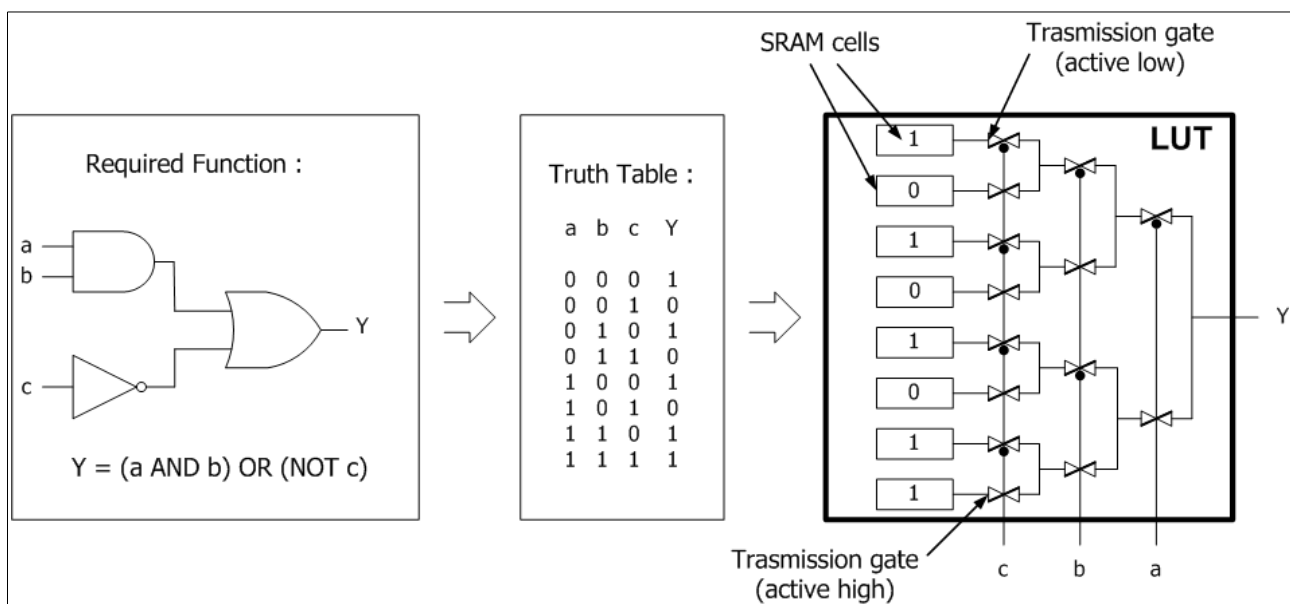 Required Function :
a
b
c
Y
Y = (a AND b) OR (NOT c)
Truth Table :
a b c Y
0 0 0 1
0 0 1 0
0 1 0 1
0 1 1 0
1 0 0 1
1 0 1 0
1 1 0 1
1 1 1 1
SRAM cells
Trasmission gate
(active low)
LUT
1
0
1
0
1
0
1
1
Y
Trasmission gate
(active high)
c b a